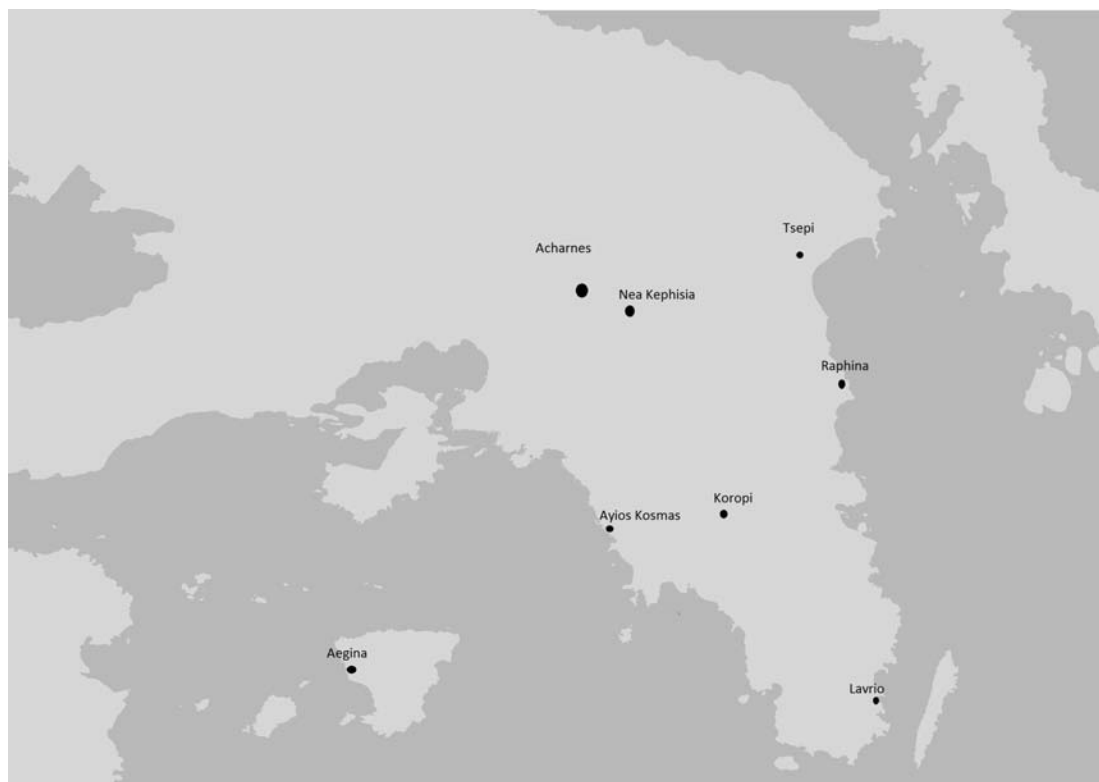 Tsepi
Acharnes
Nea Kephisia
Raphina
Koropi
Ayios Kosmas
Aegina
Lavrio